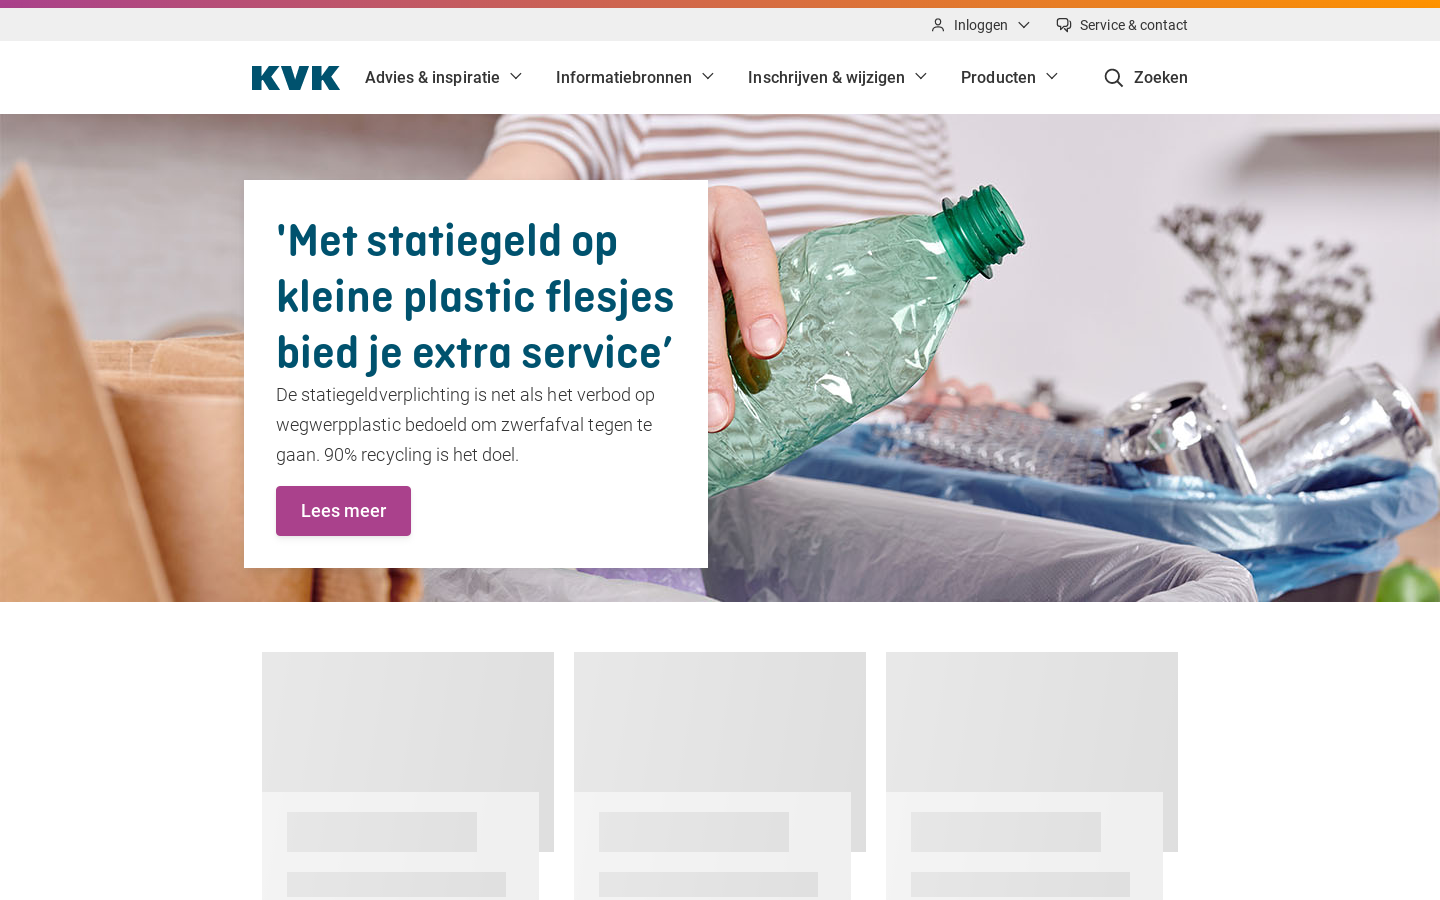 Inloggen
Service & contact
KVK
Advies & inspiratie
Informatiebronnen
Inschrijven & wijzigen
Producten
Zoeken
'Met statiegeld op
kleine plastic flesjes
bied je extra service’
De statiegeldverplichting is net als het verbod op
wegwerpplastic bedoeld om zwerfafval tegen te
gaan. 90% recycling is het doel.
Lees meer